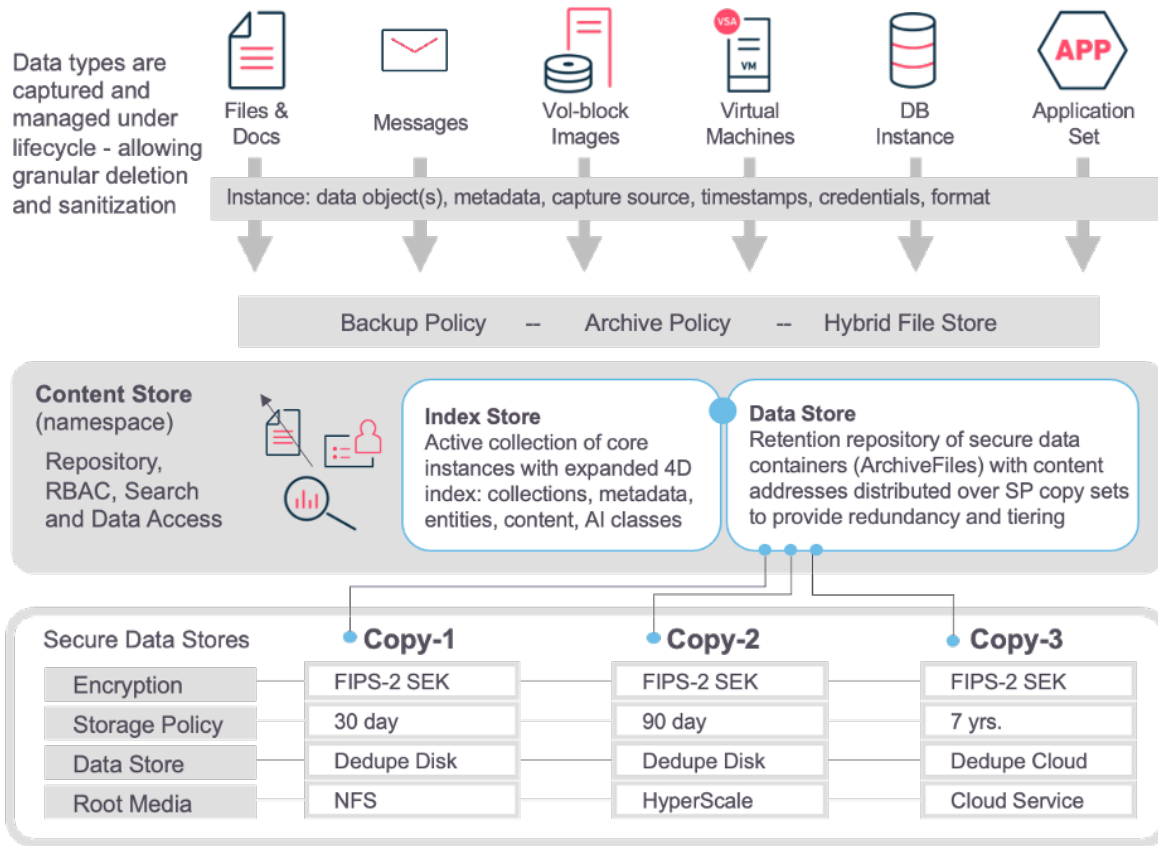 Data types are
captured and
managed under
lifecycle - allowing
granular deletion
and sanitization
Files &
Docs
Messages
Vol-block
Images
VSA
VM
Virtual
Machines
DB
Instance
APP
Application
Set
Instance: data object(s), metadata, capture source, timestamps, credentials, format
Backup Policy -- Archive Policy -- Hybrid File Store
Content Store
(namespace)
Repository,
RBAC, Search
and Data Access
Index Store
Active collection of core
instances with expanded 4D
index: collections, metadata,
entities, content, AI classes
Data Store
Retention repository of secure data
containers (ArchiveFiles) with content
addresses distributed over SP copy sets
to provide redundancy and tiering
Secure Data Stores Copy-1 Copy-2 Copy-3
Encryption FIPS-2 SEK FIPS-2 SEK FIPS-2 SEK
Storage Policy 30 day 90 day 7 yrs.
Data Store Dedupe Disk Dedupe Disk Dedupe Cloud
Root Media NFS HyperScale Cloud Service